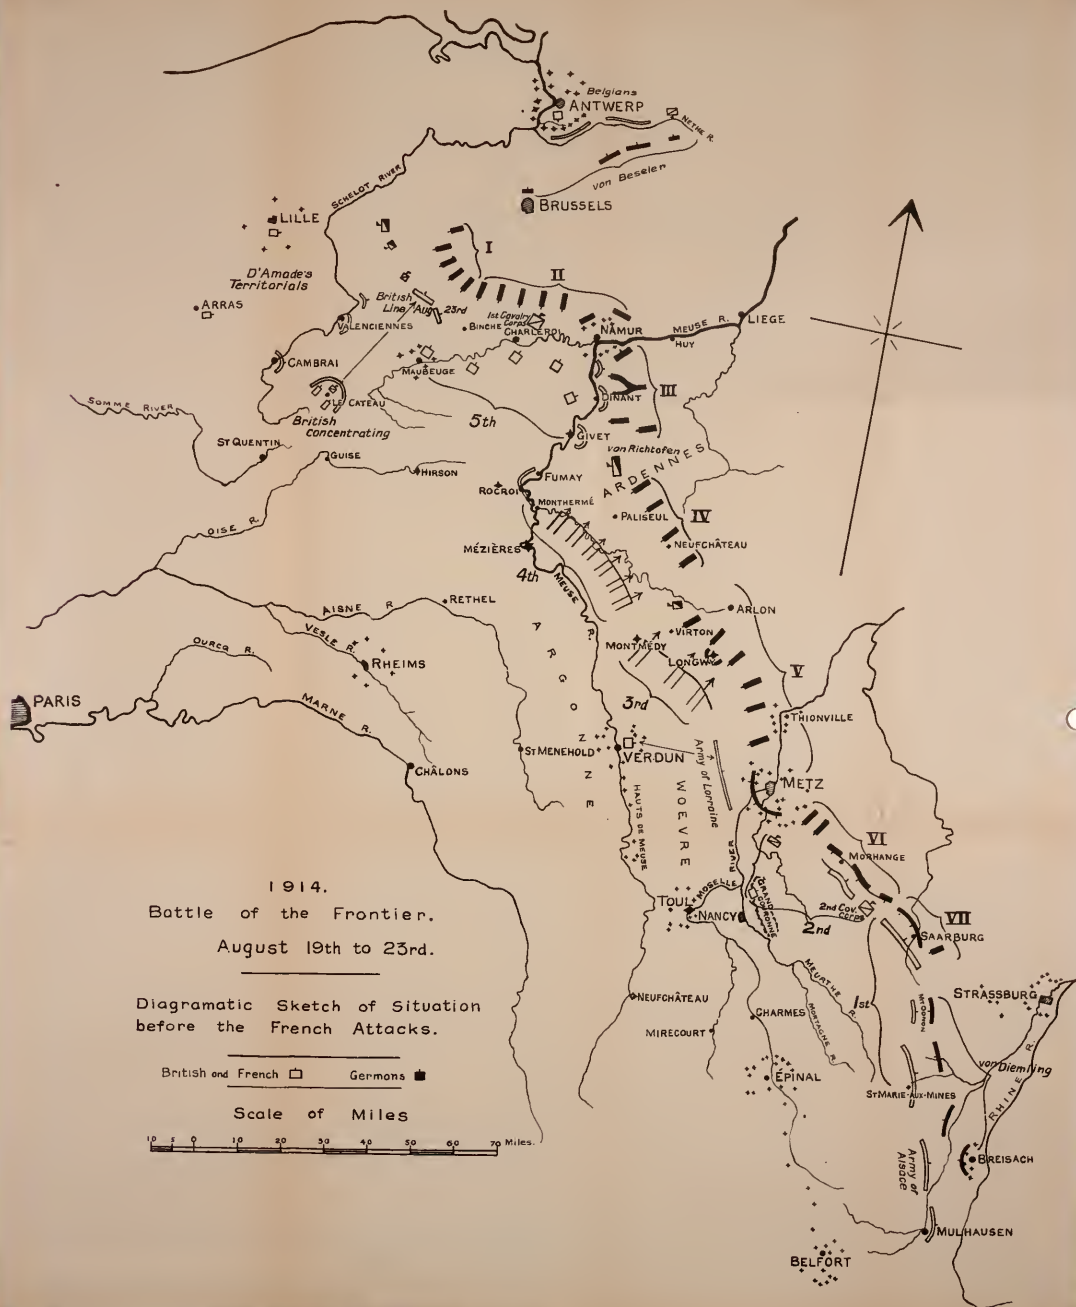 Belgians
ANTWERP
NETHE R.
von Beseler
BRUSSELS
SCHELDT RIVER
LILLE
D'Amade's
Territorials
ARRAS
I
II
British
Line Aug 23rd
1st Cavalry
Corps
BINCHE
CHARLEROI
VALENCIENNES
NAMUR
MEUSE R.
LIEGE
HUY
CAMBRAI
MAUBEUGE
LE CATEAU
British
Concentrating
DINANT
III
SOMME RIVER
5th
GIVET
ST QUENTIN
GUISE
HIRSON
von Richtofen
ARDENNES
FUMAY
ROCROI
MONTHERMÉ
PALISEUL
IV
OISE R.
MÉZIÈRES
NEUFCHÂTEAU
4th
MEUSE R.
AISNE R
RETHEL
ARLON
VESLE R.
OURCQ R.
RHEIMS
ARGONNE
VIRTON
MONTMÉDY
LONGWY
V
3rd
PARIS
MARNE R.
THIONVILLE
ST MENEHOLD
VERDUN
Army of Lorraine
CHÂLONS
METZ
HAUTS DE MEUSE
WOEVRE
VI
MORHANGE
MOSELLE RIVER
TOUL
NANCY
GRAND COURONNE
2nd Cav.
Corps
2nd
VII
SAARBURG
1914.
Battle of the Frontier.
August 19th to 23rd.
Diagramatic Sketch of Situation
before the French Attacks.
British and French
Germans
Scale of Miles
10 5 0 10 20 30 40 50 60 70 Miles.
MEURTHE R.
MORTAGNE R.
1st
STRASSBURG
NEUFCHÂTEAU
MIRECOURT
CHARMES
MT DONON
ÉPINAL
von Diemling
ST MARIE-AUX-MINES
RHINE R.
Army of
Alsace
BREISACH
MULHAUSEN
BELFORT